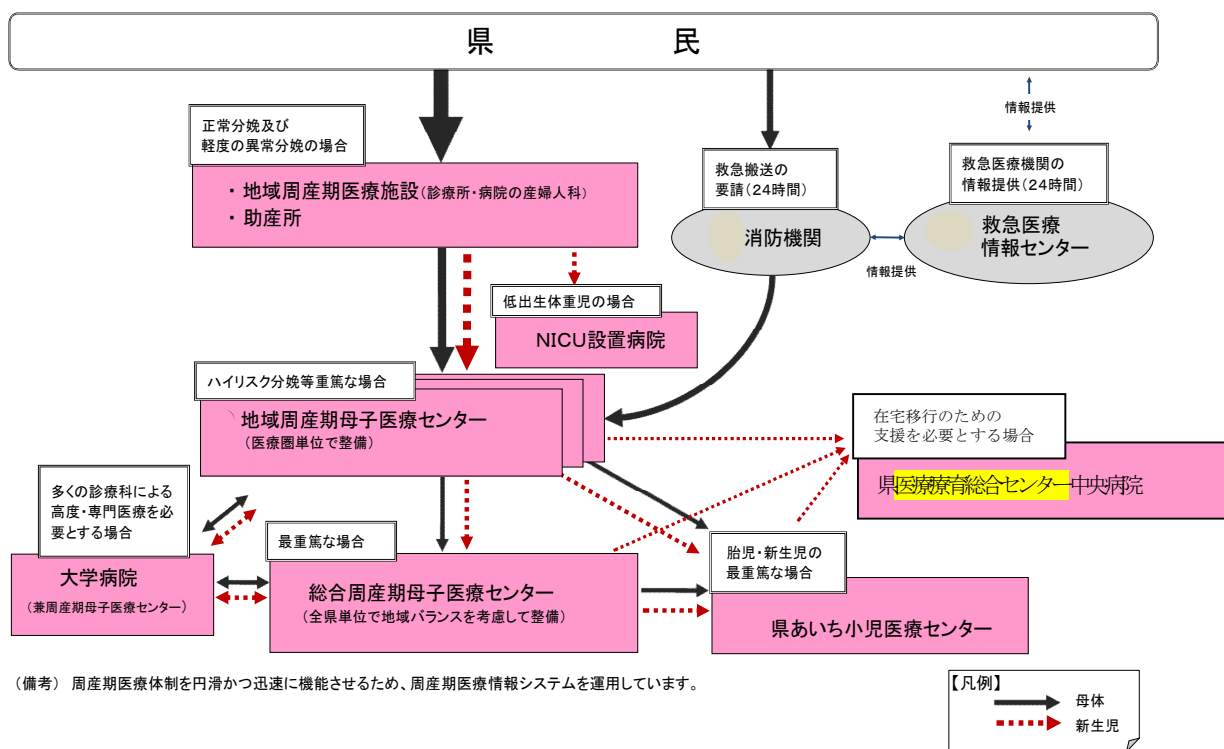 県 民
情報提供
正常分娩及び
軽度の異常分娩の場合
・地域周産期医療施設(診療所・病院の産婦人科)
・助産所
救急搬送の
要請(24時間)
消防機関
救急医療機関の
情報提供(24時間)
救急医療
情報センター
情報提供
低出生体重児の場合
NICU設置病院
ハイリスク分娩等重篤な場合
地域周産期母子医療センター
(医療圏単位で整備)
在宅移行のための
支援を必要とする場合
県医療療育総合センター中央病院
多くの診療科による
高度・専門医療を必
要とする場合
大学病院
(兼周産期母子医療センター)
最重篤な場合
総合周産期母子医療センター
(全県単位で地域バランスを考慮して整備)
胎児・新生児の
最重篤な場合
県あいち小児医療センター
(備考) 周産期医療体制を円滑かつ迅速に機能させるため、周産期医療情報システムを運用しています。
【凡例】
母体
新生児